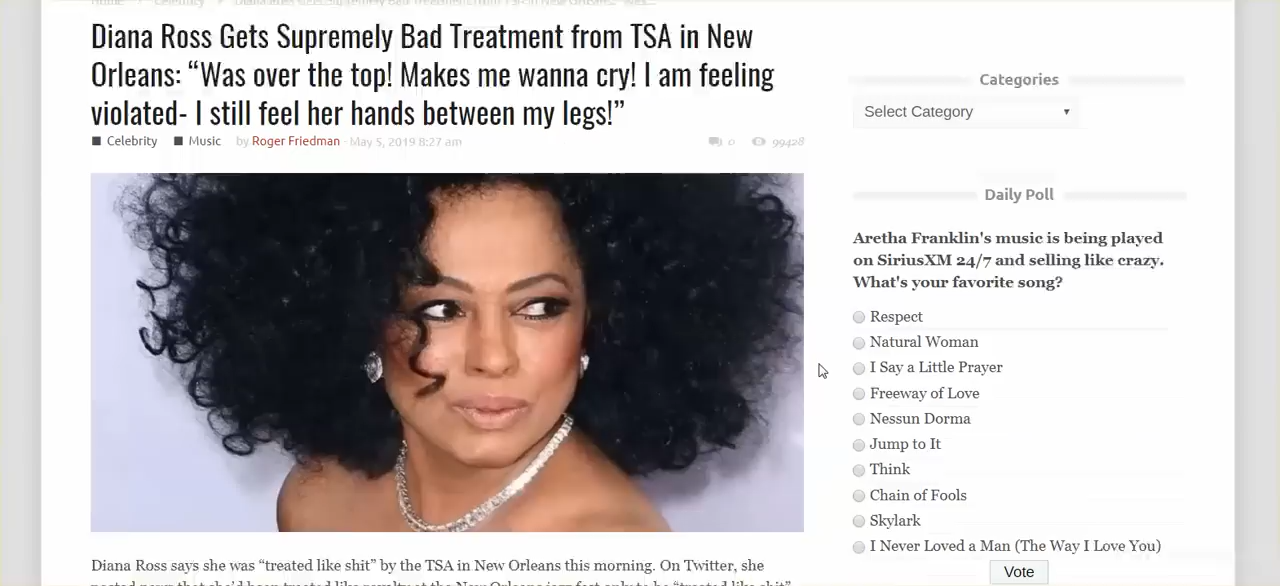 Diana Ross Gets Supremely Bad Treatment from TSA in New
Orleans: “Was over the top! Makes me wanna cry! I am feeling
violated- I still feel her hands between my legs!”
Celebrity Music by Roger Friedman - May 5, 2019 8:27 am 0 99428
Diana Ross says she was “treated like shit” by the TSA in New Orleans this morning. On Twitter, she
Categories
Select Category
Daily Poll
Aretha Franklin's music is being played
on SiriusXM 24/7 and selling like crazy.
What's your favorite song?
Respect
Natural Woman
I Say a Little Prayer
Freeway of Love
Nessun Dorma
Jump to It
Think
Chain of Fools
Skylark
I Never Loved a Man (The Way I Love You)
Vote